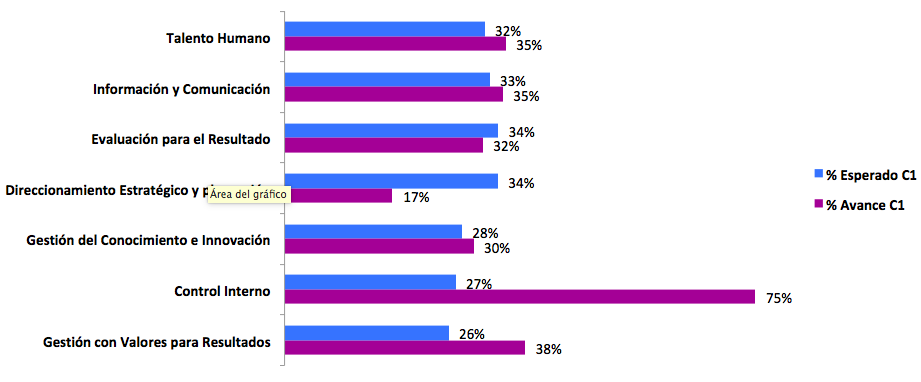 Talento Humano
32%
35%
Información y Comunicación
33%
35%
Evaluación para el Resultado
34%
32%
Direccionamiento Estratégico y
34%
Área del gráfico
17%
Gestión del Conocimiento e Innovación
28%
30%
Control Interno
27%
75%
Gestión con Valores para Resultados
26%
38%
% Esperado C1
% Avance C1